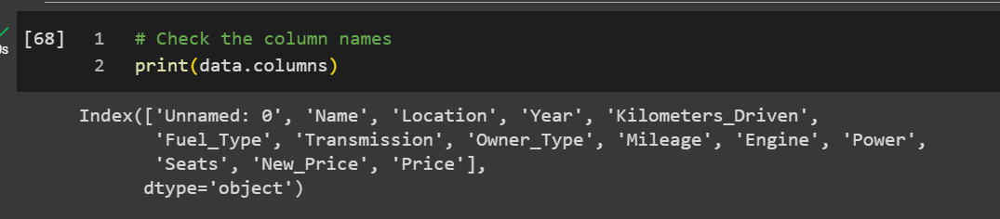 [68] 1 # Check the column names
0s 2 print(data.columns)
Index(['Unnamed: 0', 'Name', 'Location', 'Year', 'Kilometers_Driven',
'Fuel_Type', 'Transmission', 'Owner_Type', 'Mileage', 'Engine', 'Power',
'Seats', 'New_Price', 'Price'],
dtype='object')